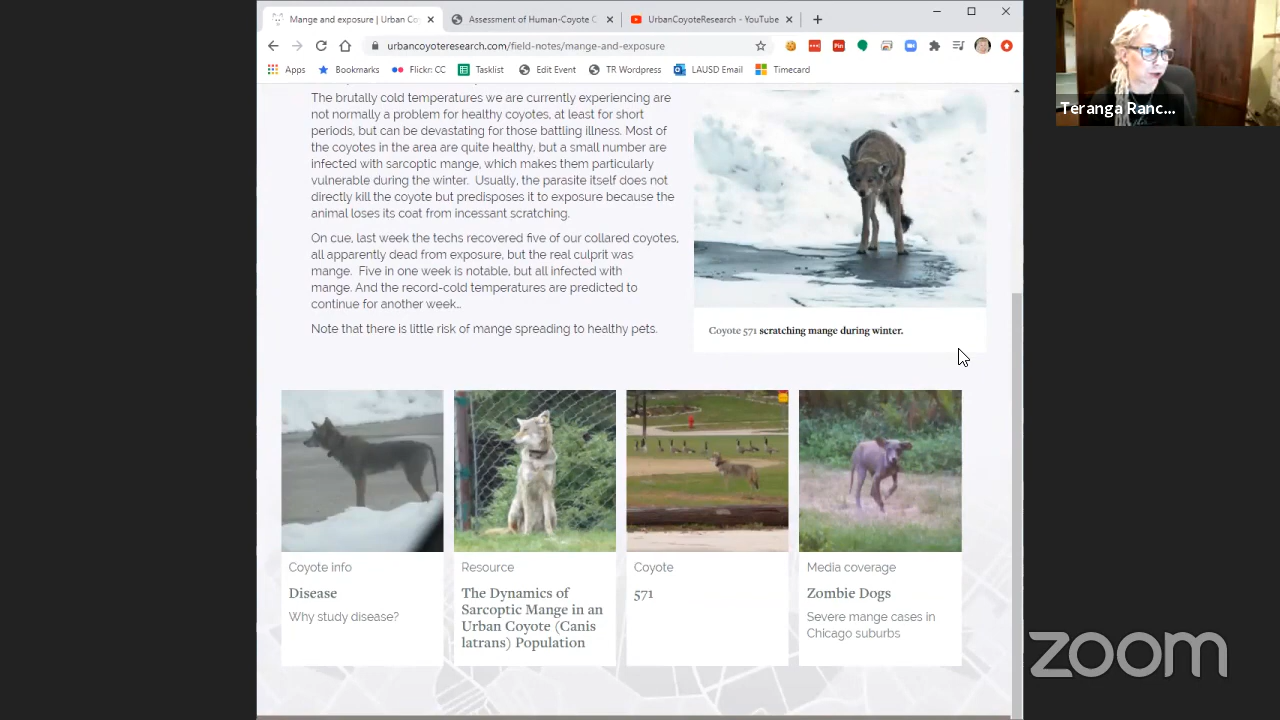 Mange and exposure | Urban Co
Assessment of Human-Coyote C
UrbanCoyoteResearch - YouTube
urbancoyoteresearch.com/field-notes/mange-and-exposure
Apps
Bookmarks
Flickr: CC
Tasklist
Edit Event
TR Wordpress
LAUSD Email
Timecard
Teranga Ranc...
The brutally cold temperatures we are currently experiencing are
not normally a problem for healthy coyotes, at least for short
periods, but can be devastating for those battling illness. Most of
the coyotes in the area are quite healthy, but a small number are
infected with sarcoptic mange, which makes them particularly
vulnerable during the winter.  Usually, the parasite itself does not
directly kill the coyote but predisposes it to exposure because the
animal loses its coat from incessant scratching.
On cue, last week the techs recovered five of our collared coyotes,
all apparently dead from exposure, but the real culprit was
mange.  Five in one week is notable, but all infected with
mange. And the record-cold temperatures are predicted to
continue for another week…
Note that there is little risk of mange spreading to healthy pets.
Coyote 571 scratching mange during winter.
Coyote info
Disease
Why study disease?
Resource
The Dynamics of
Sarcoptic Mange in an
Urban Coyote (Canis
latrans) Population
Coyote
571
Media coverage
Zombie Dogs
Severe mange cases in
Chicago suburbs
zoom